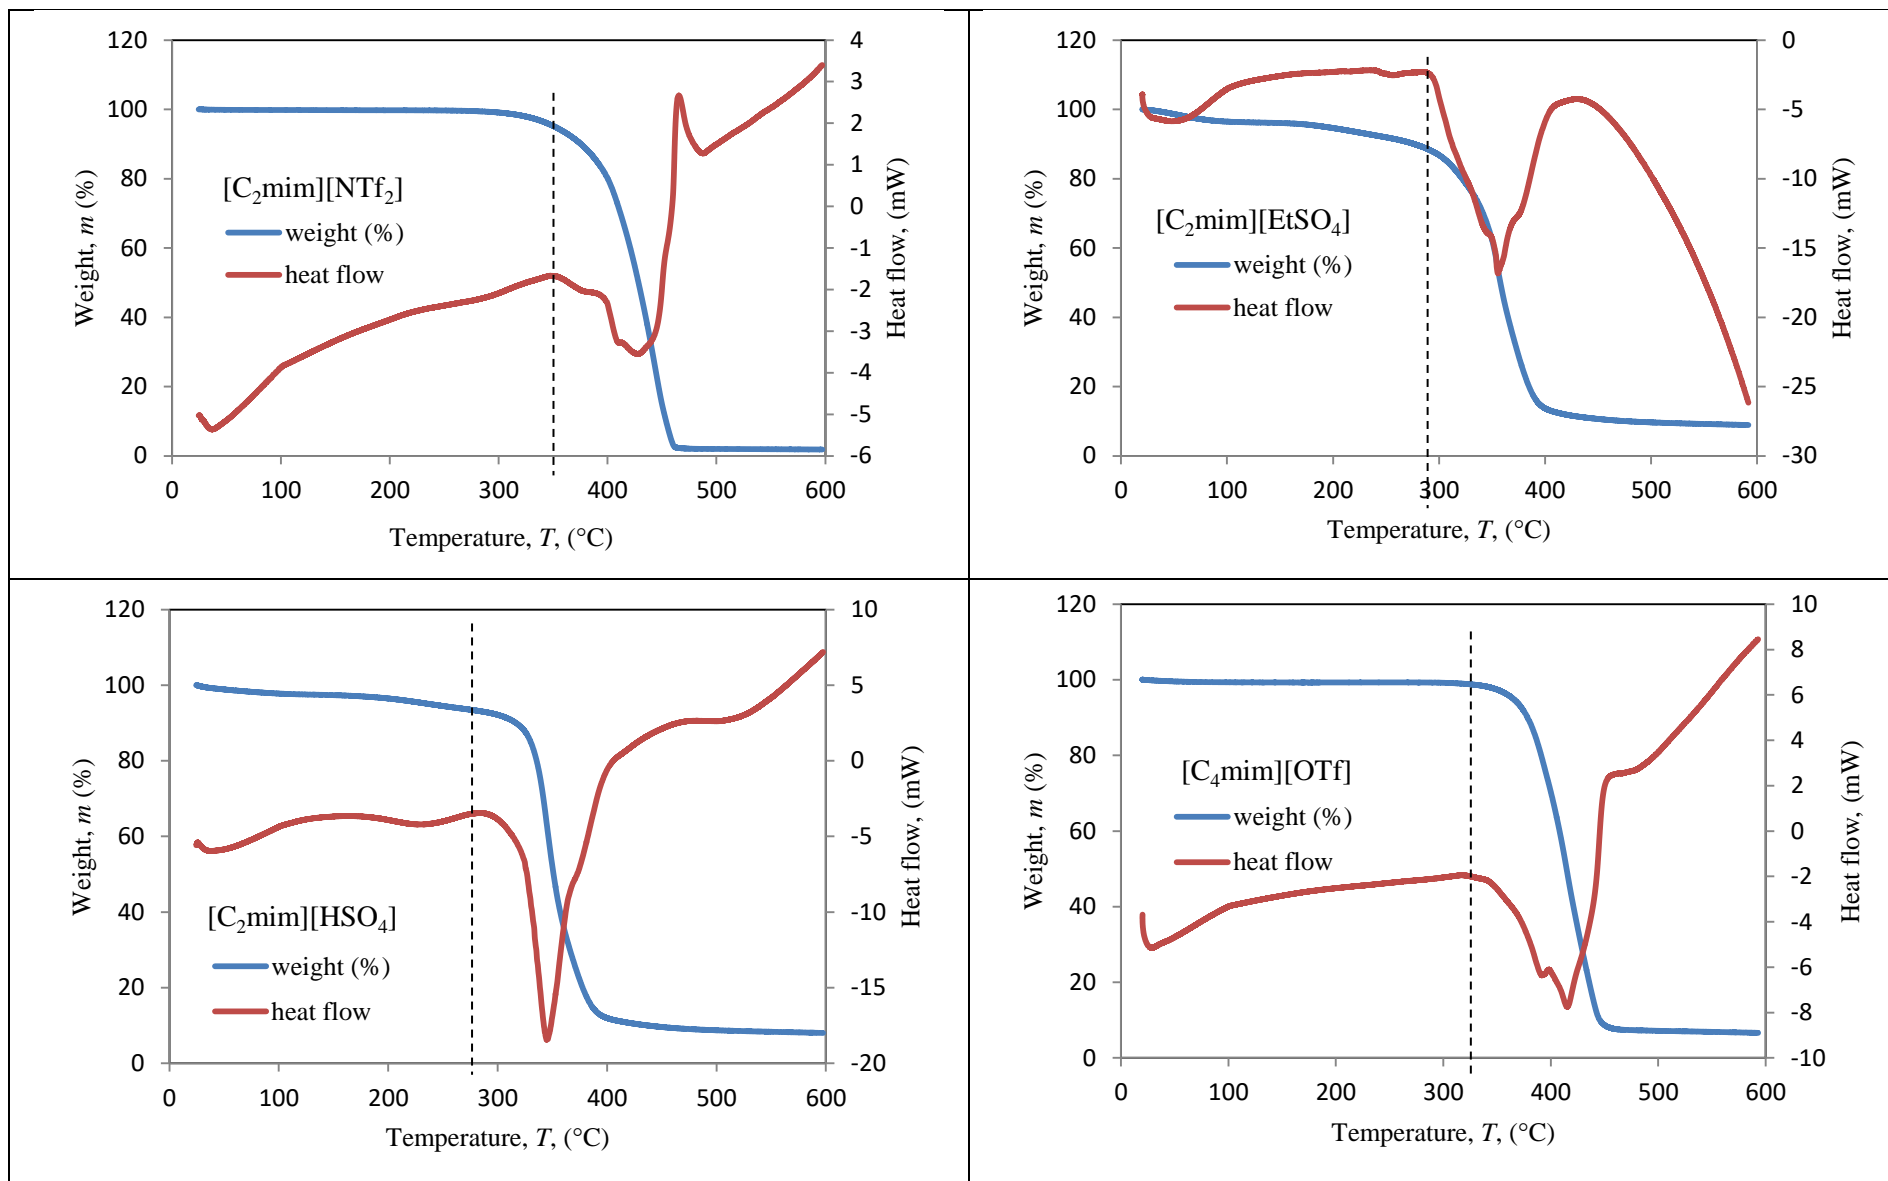 120
100
80
60
40
20
0
Weight, m (%)
4
3
2
1
0
-1
-2
-3
-4
-5
-6
Heat flow, (mW)
[C₂mim][NTf₂]
weight (%)
heat flow
0 100 200 300 400 500 600
Temperature, T, (°C)
120
100
80
60
40
20
0
Weight, m (%)
0
-5
-10
-15
-20
-25
-30
Heat flow, (mW)
[C₂mim][EtSO₄]
weight (%)
heat flow
0 100 200 300 400 500 600
Temperature, T, (°C)
120
100
80
60
40
20
0
Weight, m (%)
10
5
0
-5
-10
-15
-20
Heat flow, (mW)
[C₂mim][HSO₄]
weight (%)
heat flow
0 100 200 300 400 500 600
Temperature, T, (°C)
120
100
80
60
40
20
0
Weight, m (%)
10
8
6
4
2
0
-2
-4
-6
-8
-10
Heat flow, (mW)
[C₄mim][OTf]
weight (%)
heat flow
0 100 200 300 400 500 600
Temperature, T, (°C)